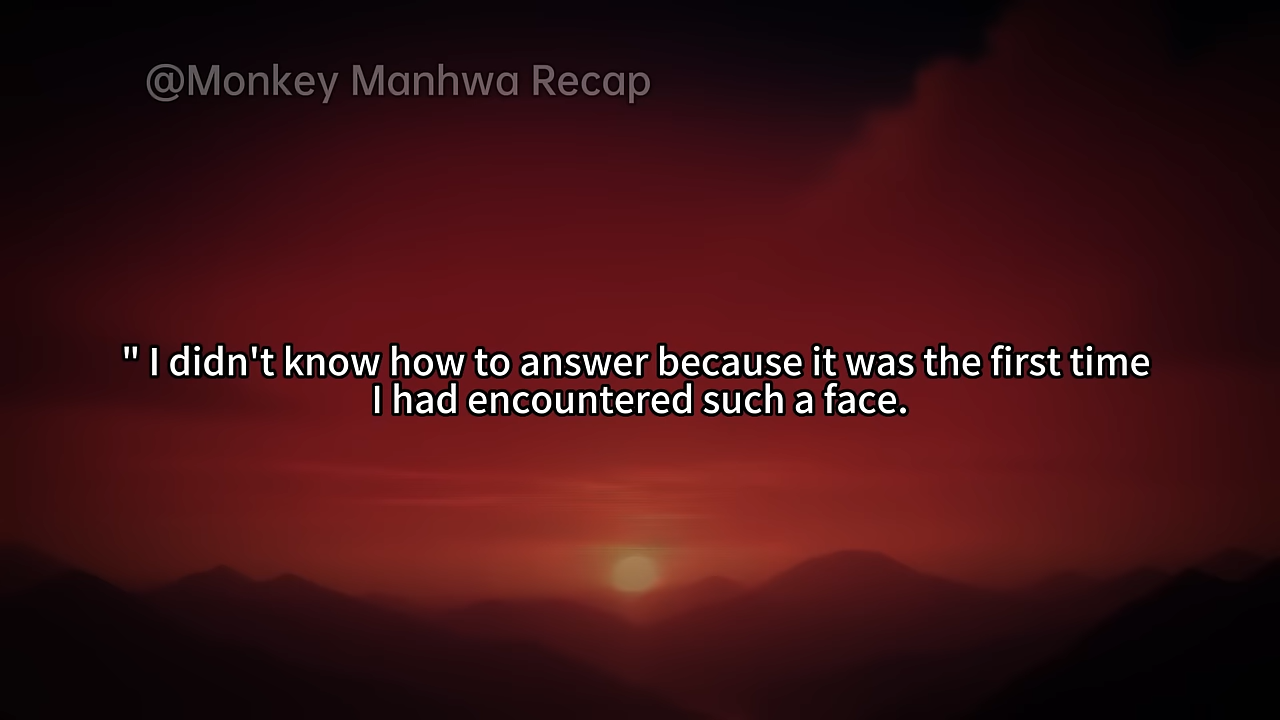 @Monkey Manhwa Recap
" I didn't know how to answer because it was the first time
I had encountered such a face.